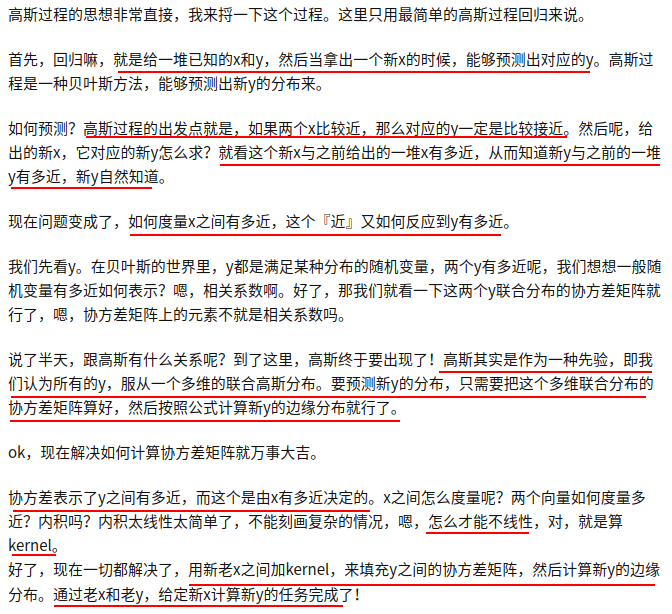 高斯过程的思想非常直接，我来捋一下这个过程。这里只用最简单的高斯过程回归来说。
首先，回归嘛，就是给一堆已知的x和y，然后当拿出一个新x的时候，能够预测出对应的y。高斯过
程是一种贝叶斯方法，能够预测出新y的分布来。
如何预测？高斯过程的出发点就是，如果两个x比较近，那么对应的y一定是比较接近。然后呢，给
出的新x，它对应的新y怎么求？就看这个新x与之前给出的一堆x有多近，从而知道新y与之前的一堆
y有多近，新y自然知道。
现在问题变成了，如何度量x之间有多近，这个『近』又如何反应到y有多近。
我们先看y。在贝叶斯的世界里，y都是满足某种分布的随机变量，两个y有多近呢，我们想想一般随
机变量有多近如何表示？嗯，相关系数啊。好了，那我们就看一下这两个y联合分布的协方差矩阵就
行了，嗯，协方差矩阵上的元素不就是相关系数吗。
说了半天，跟高斯有什么关系呢？到了这里，高斯终于要出现了！高斯其实是作为一种先验，即我
们认为所有的y，服从一个多维的联合高斯分布。要预测新y的分布，只需要把这个多维联合分布的
协方差矩阵算好，然后按照公式计算新y的边缘分布就行了。
ok，现在解决如何计算协方差矩阵就万事大吉。
协方差表示了y之间有多近，而这个是由x有多近决定的。x之间怎么度量呢？两个向量如何度量多
近？内积吗？内积太线性太简单了，不能刻画复杂的情况，嗯，怎么才能不线性，对，就是算
kernel。
好了，现在一切都解决了，用新老x之间加kernel，来填充y之间的协方差矩阵，然后计算新y的边缘
分布。通过老x和老y，给定新x计算新y的任务完成了！